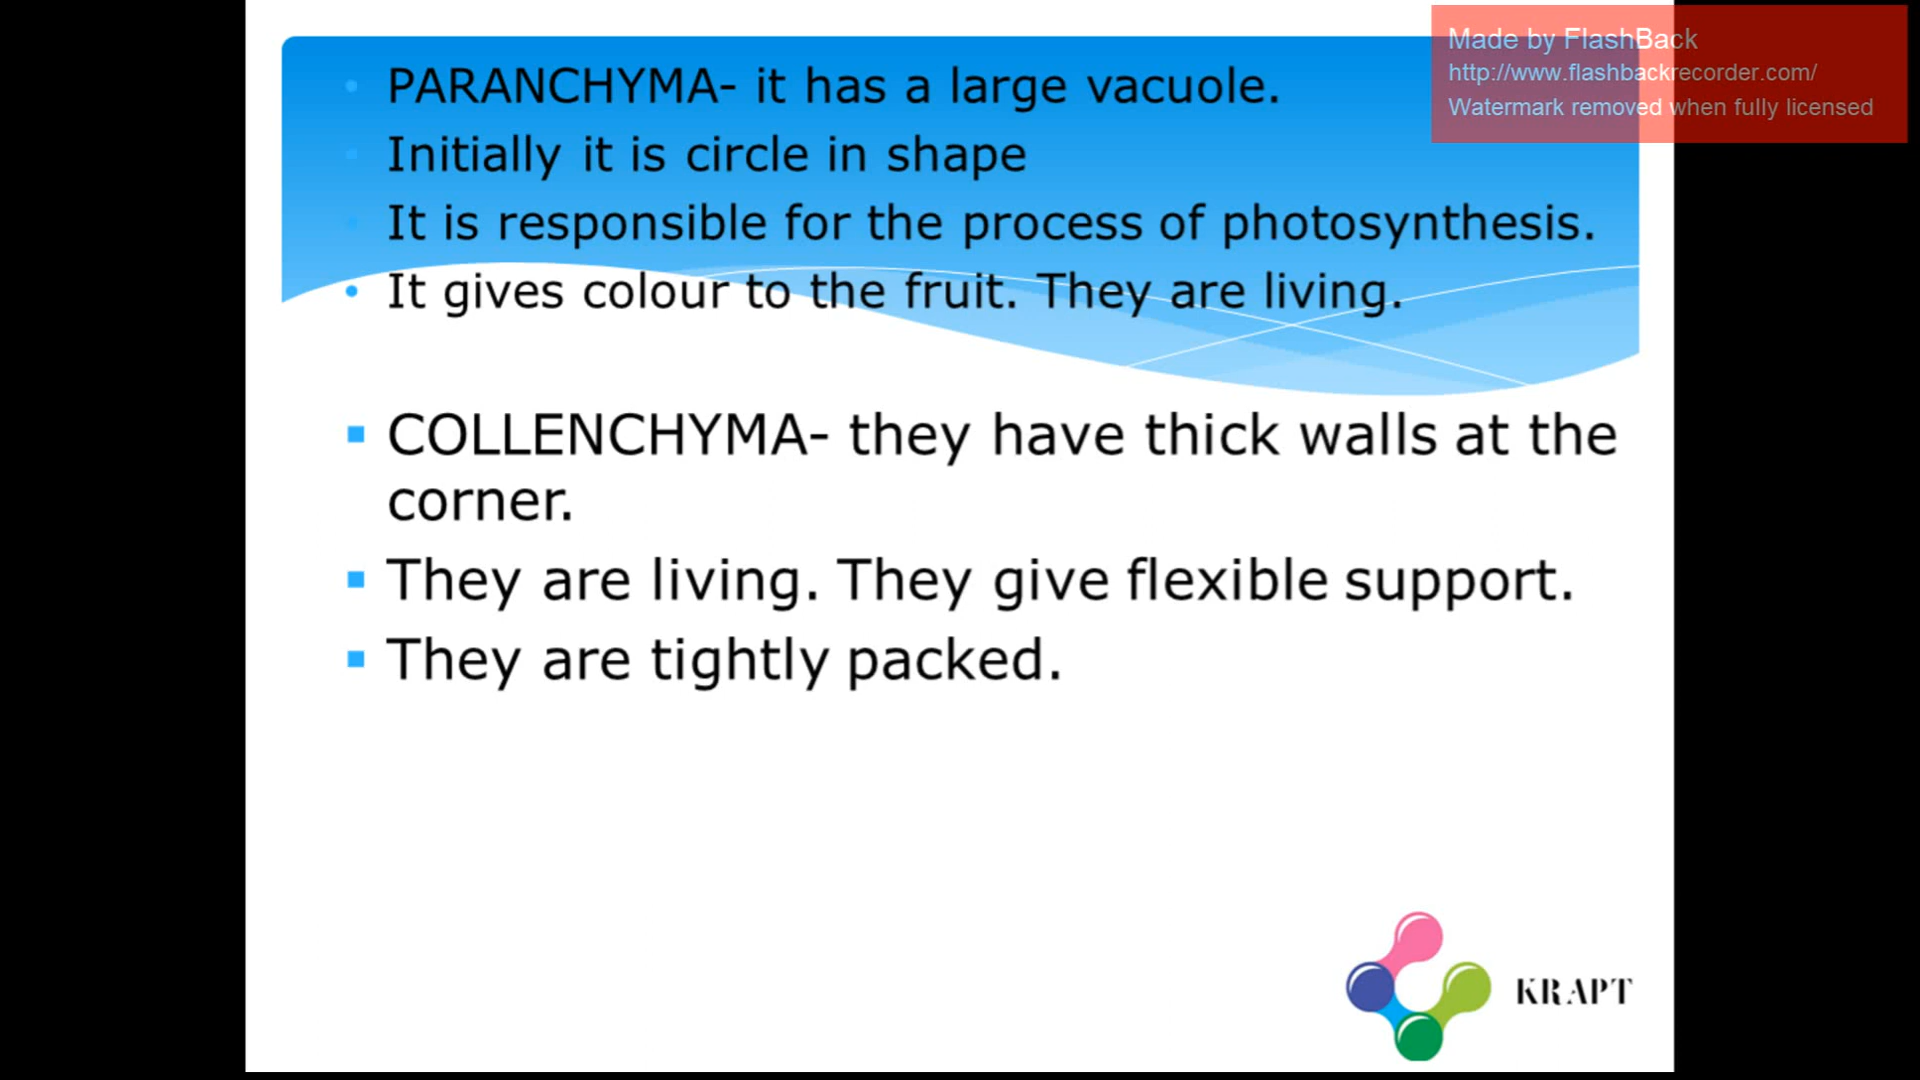 Made by FlashBack
http://www.flashbackrecorder.com/
Watermark removed when fully licensed
PARANCHYMA- it has a large vacuole.
Initially it is circle in shape
It is responsible for the process of photosynthesis.
It gives colour to the fruit. They are living.
COLLENCHYMA- they have thick walls at the
corner.
They are living. They give flexible support.
They are tightly packed.
KRAPT